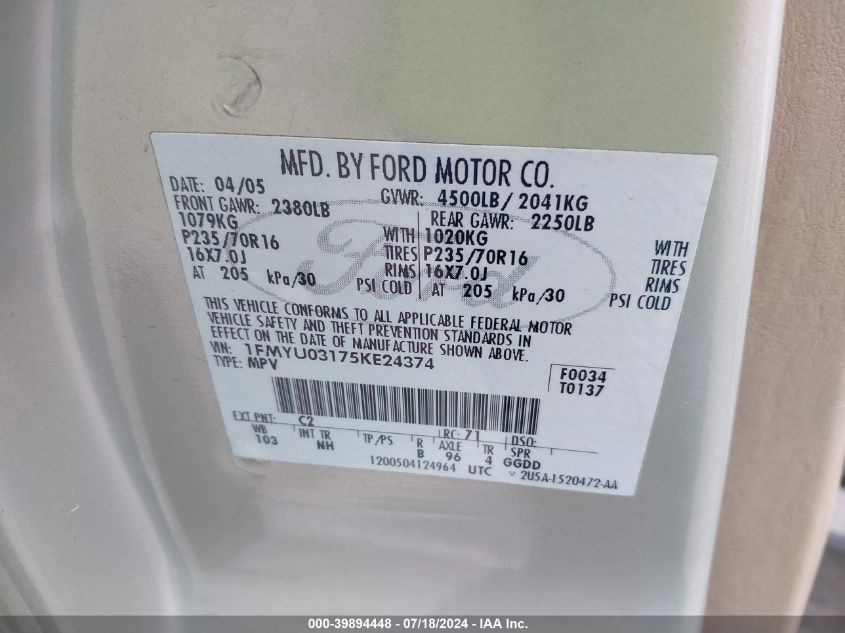 MFD. BY FORD MOTOR CO.
DATE: 04/05 GVWR: 4500LB/ 2041KG
FRONT GAWR: 2380LB REAR GAWR: 2250LB
1079KG WITH 1020KG WITH
P235/70R16 TIRES P235/70R16 TIRES
16X7.0J RIMS 16X7.0J RIMS
AT 205 kPa/30 PSI COLD AT 205 kPa/30 PSI COLD
Ford
THIS VEHICLE CONFORMS TO ALL APPLICABLE FEDERAL MOTOR
VEHICLE SAFETY AND THEFT PREVENTION STANDARDS IN
EFFECT ON THE DATE OF MANUFACTURE SHOWN ABOVE.
VIN: 1FMYU03175KE24374
TYPE: MPV
F0034
T0137
EXT PNT: C2 RC: 71 DSO:
WB INT TR TP/PS R AXLE TR SPR
103 NH B 96 4 GGDD
1200504124964 UTC v 2U5A-1520472-AA
000-39894448 - 07/18/2024 - IAA Inc.